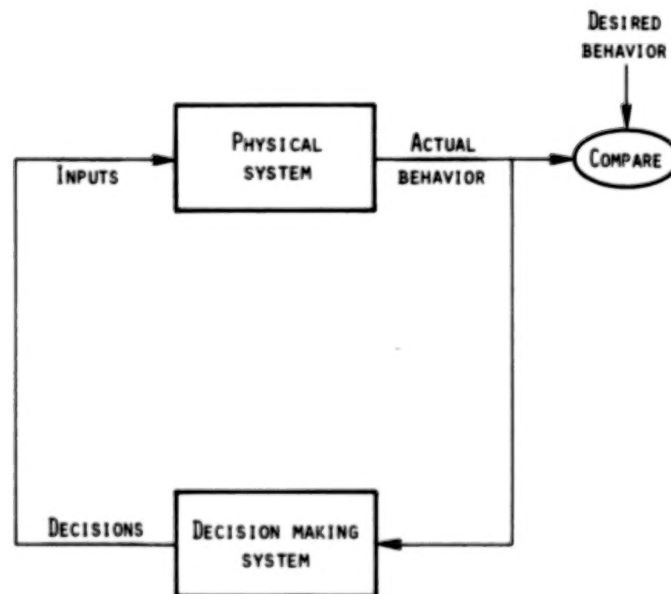 DESIRED
BEHAVIOR
PHYSICAL
SYSTEM
ACTUAL
BEHAVIOR
COMPARE
INPUTS
DECISIONS
DECISION MAKING
SYSTEM